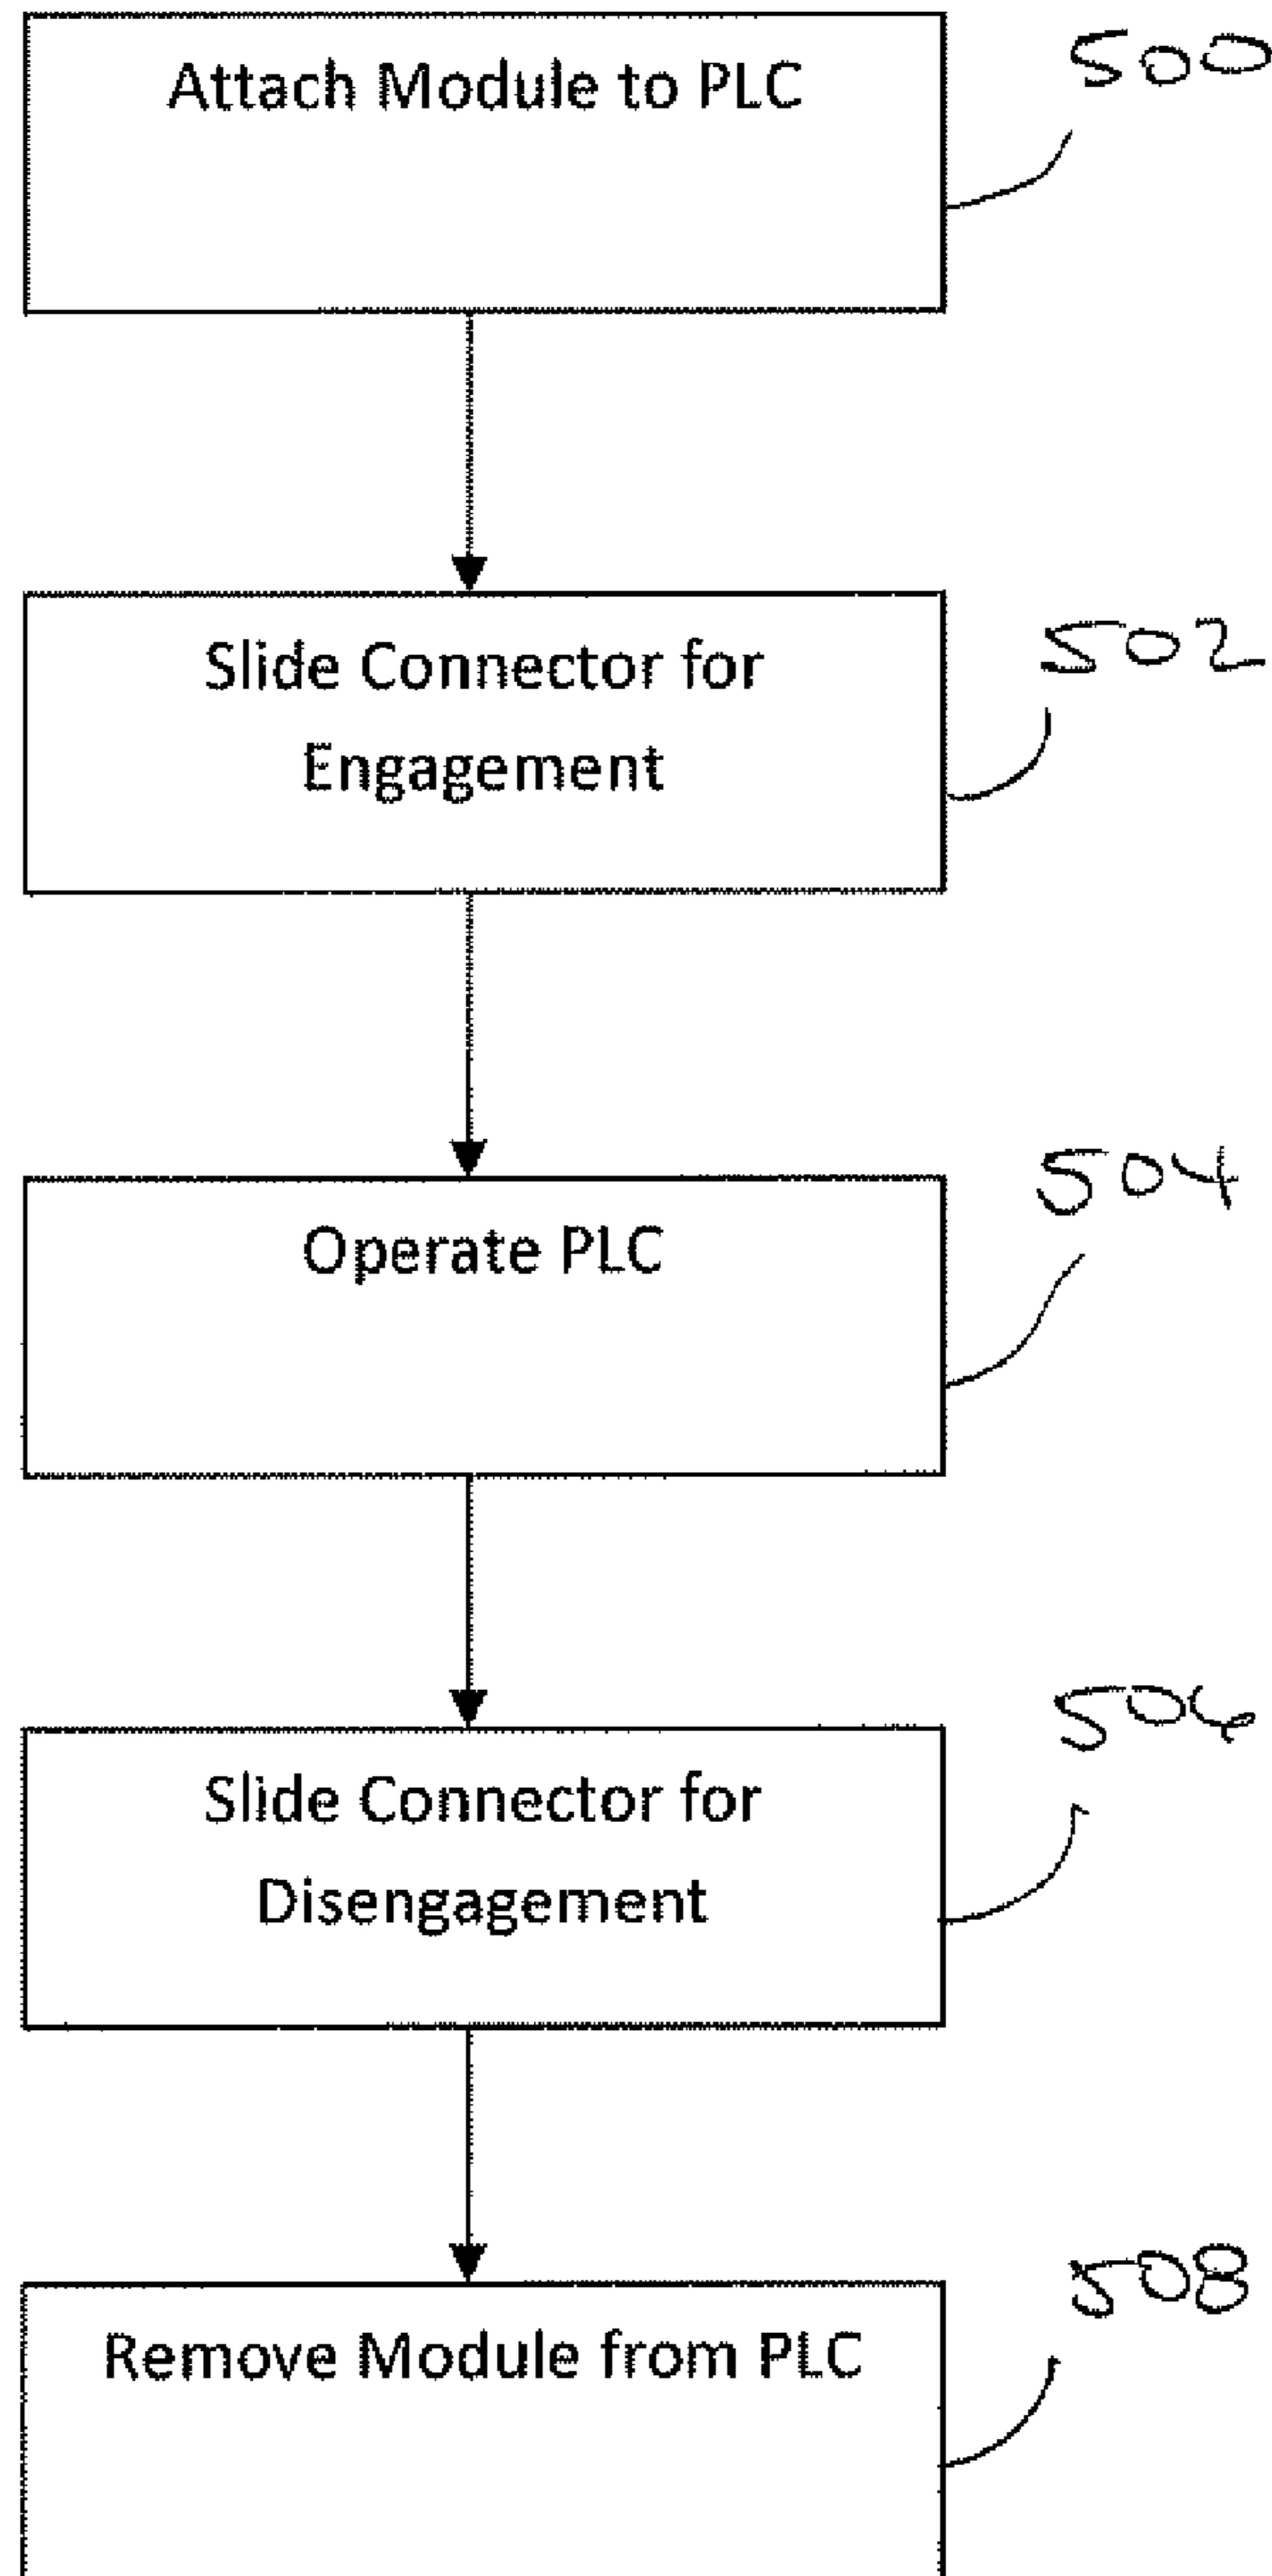 Attach Module to PLC
500
Slide Connector for
Engagement
502
Operate PLC
504
Slide Connector for
Disengagement
506
Remove Module from PLC
508